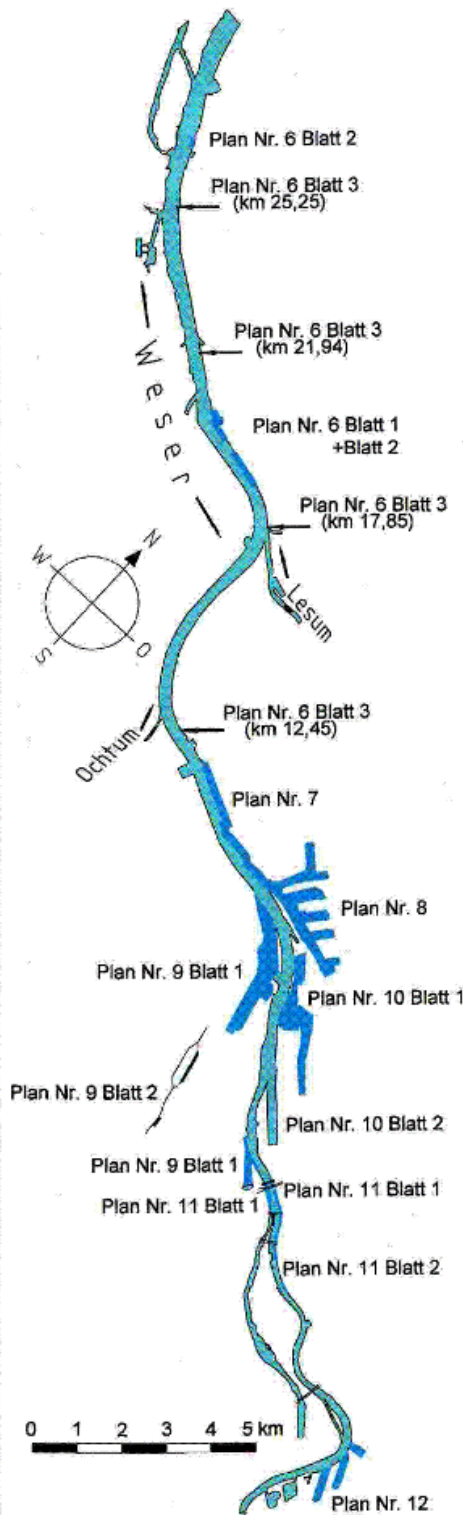 Plan Nr. 6 Blatt 2
Plan Nr. 6 Blatt 3
(km 25,25)
Weser
Plan Nr. 6 Blatt 3
(km 21,94)
Plan Nr. 6 Blatt 1
+Blatt 2
Plan Nr. 6 Blatt 3
(km 17,85)
Lesum
N
W
S
O
Ochtum
Plan Nr. 6 Blatt 3
(km 12,45)
Plan Nr. 7
Plan Nr. 8
Plan Nr. 9 Blatt 1
Plan Nr. 10 Blatt 1
Plan Nr. 9 Blatt 2
Plan Nr. 10 Blatt 2
Plan Nr. 9 Blatt 1
Plan Nr. 11 Blatt 1
Plan Nr. 11 Blatt 1
Plan Nr. 11 Blatt 2
0 1 2 3 4 5 km
Plan Nr. 12